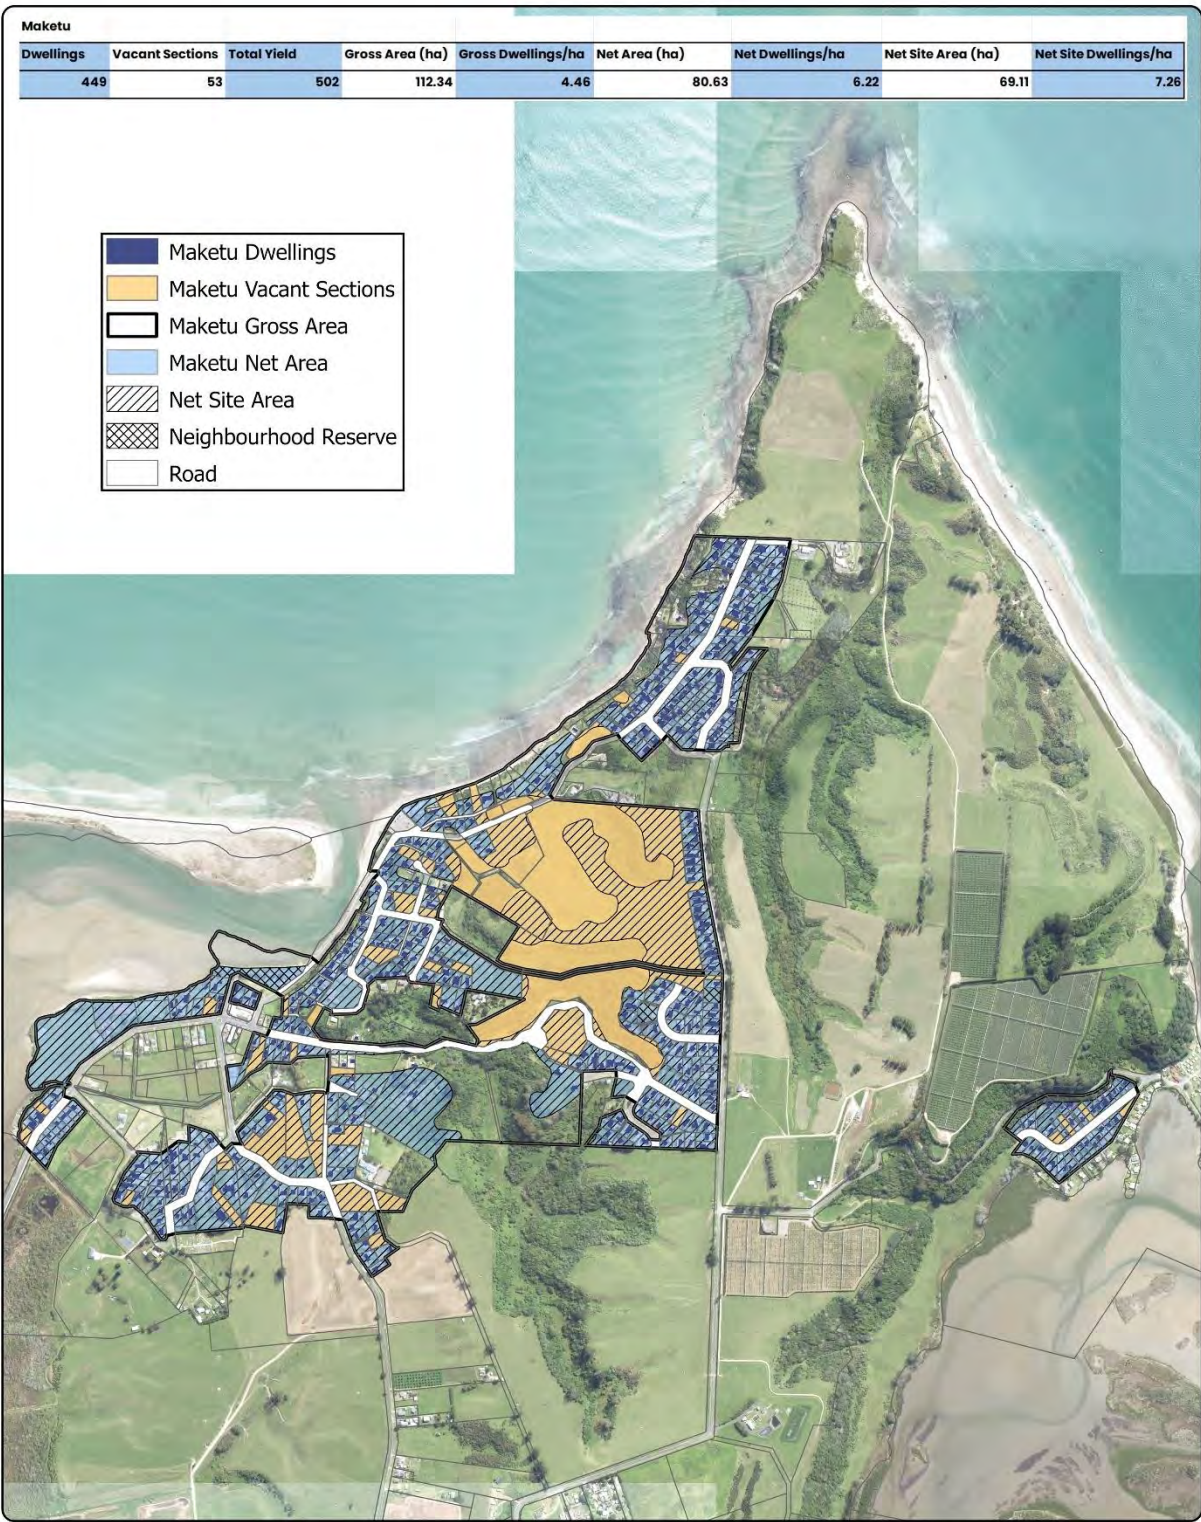 Maketu
Dwellings Vacant Sections Total Yield Gross Area (ha) Gross Dwellings/ha Net Area (ha) Net Dwellings/ha Net Site Area (ha) Net Site Dwellings/ha
449 53 502 112.34 4.46 80.63 6.22 69.11 7.26
Maketu Dwellings
Maketu Vacant Sections
Maketu Gross Area
Maketu Net Area
Net Site Area
Neighbourhood Reserve
Road